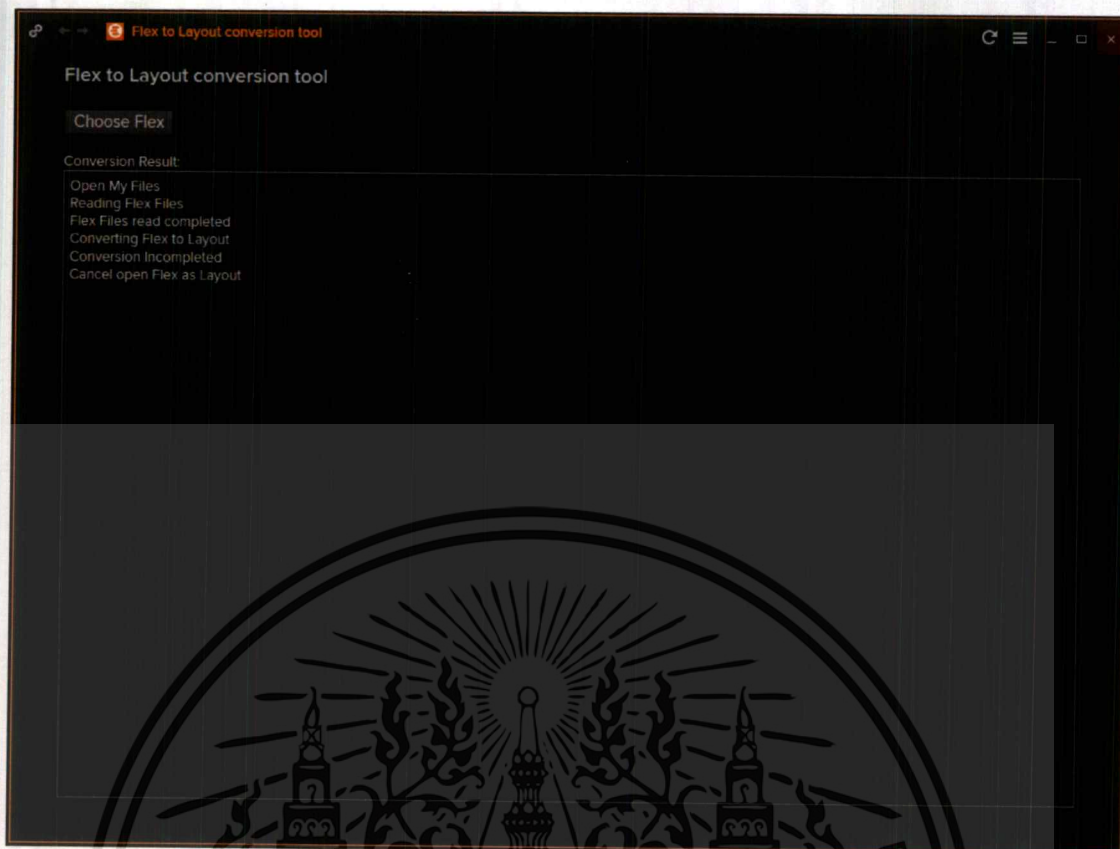 Flex to Layout conversion tool
Flex to Layout conversion tool
Choose Flex
Conversion Result:
Open My Files
Reading Flex Files
Flex Files read completed
Converting Flex to Layout
Conversion Incompleted
Cancel open Flex as Layout